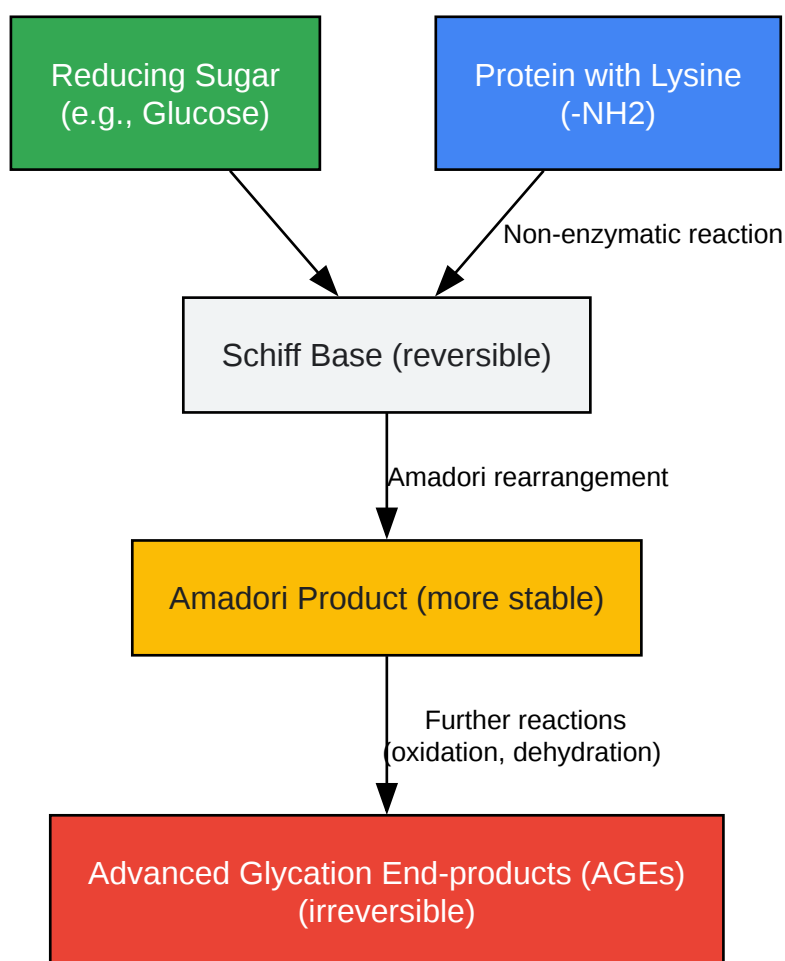 Reducing Sugar
(e.g., Glucose)
Protein with Lysine
(-NH2)
Non-enzymatic reaction
Schiff Base (reversible)
Amadori rearrangement
Amadori Product (more stable)
Further reactions
(oxidation, dehydration)
Advanced Glycation End-products (AGEs)
(irreversible)